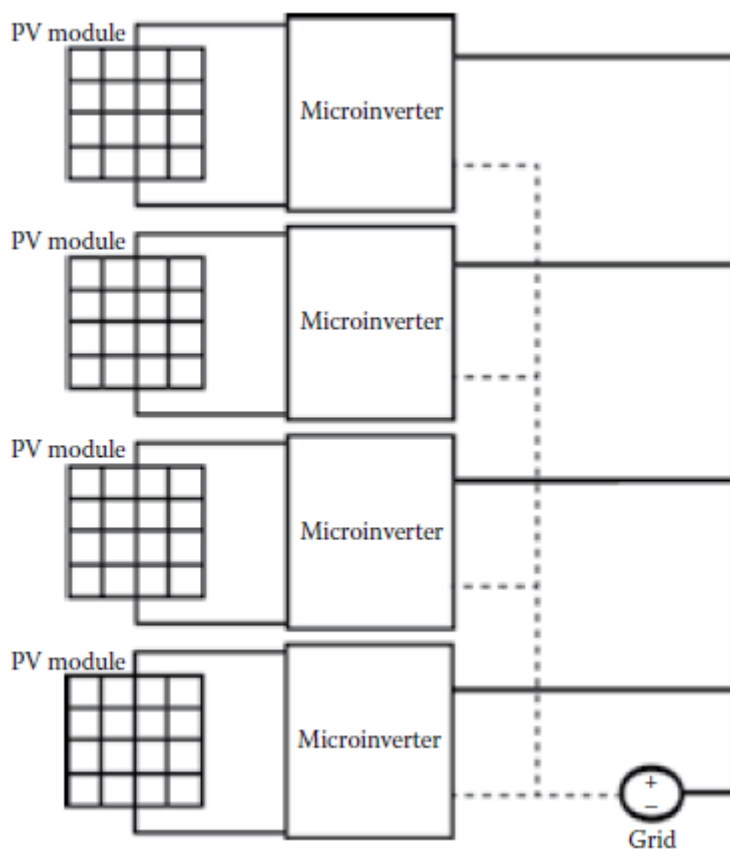 PV module
Microinverter
PV module
Microinverter
PV module
Microinverter
PV module
Microinverter
+
−
Grid